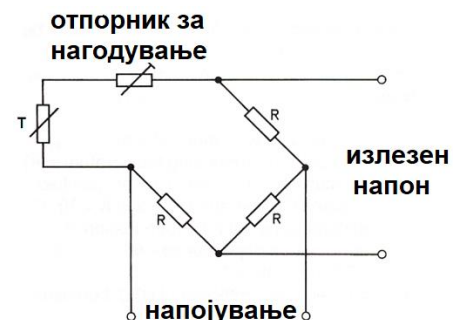 отпорник за
нагодување
T
R
излезен
напон
R
R
напојување